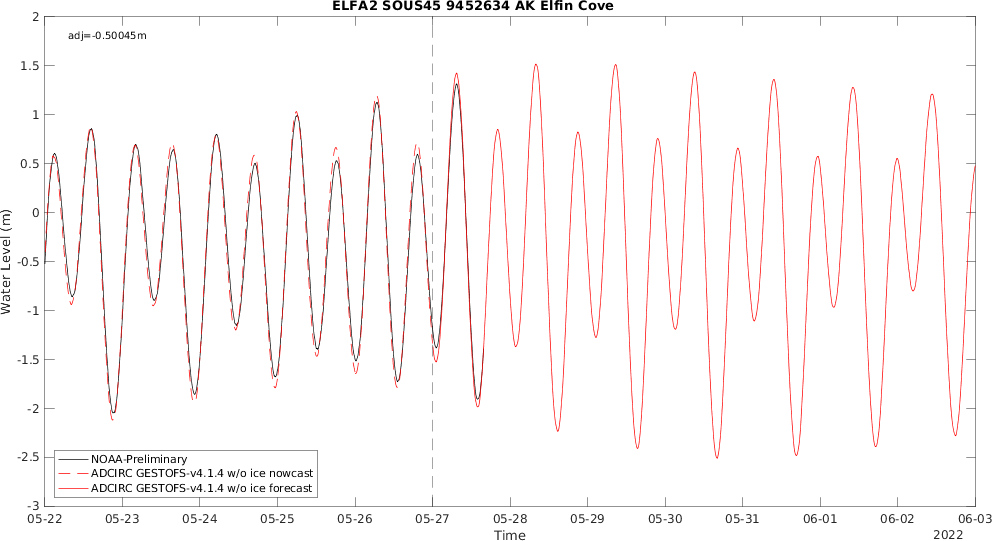 ELFA2 SOUS45 9452634 AK Elfin Cove
adj=-0.50045m
2
1.5
1
0.5
0
-0.5
-1
-1.5
-2
-2.5
-3
Water Level (m)
NOAA-Preliminary
ADCIRC GESTOFS-v4.1.4 w/o ice nowcast
ADCIRC GESTOFS-v4.1.4 w/o ice forecast
05-22 05-23 05-24 05-25 05-26 05-27 05-28 05-29 05-30 05-31 06-01 06-02 06-03
Time
2022